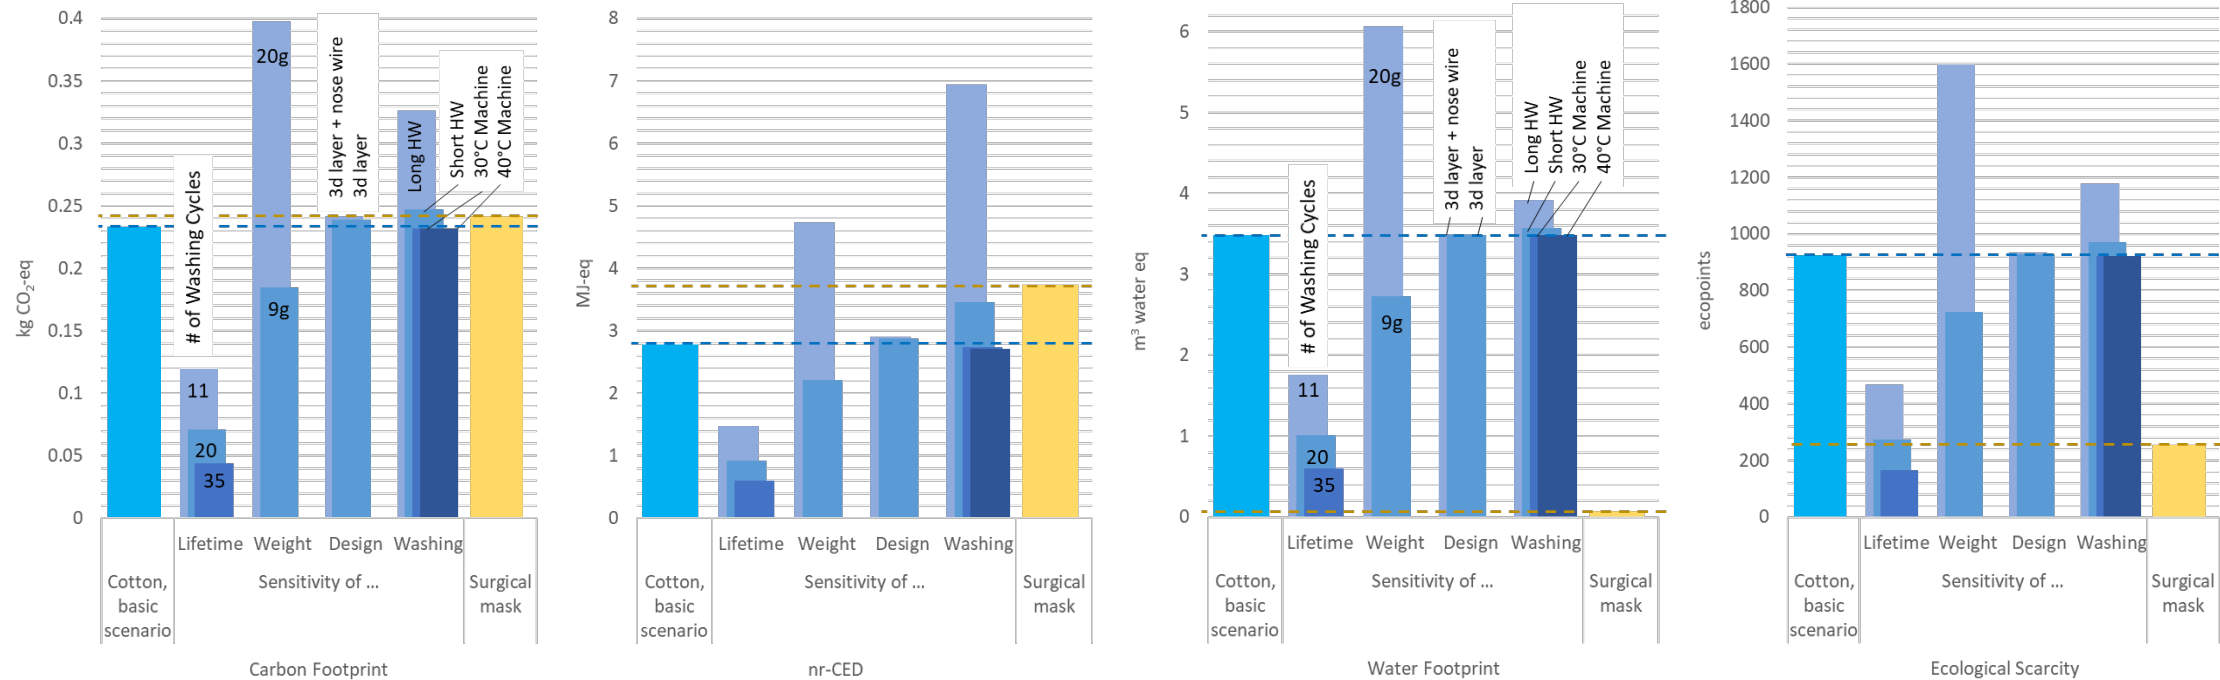 0.4
0.35
0.3
0.25
0.2
0.15
0.1
0.05
0
kg CO₂-eq
# of Washing Cycles
11
20
35
20g
9g
3d layer + nose wire
3d layer
Long HW
Short HW
30°C Machine
40°C Machine
Lifetime Weight Design Washing
Cotton, basic scenario
Sensitivity of ...
Surgical mask
Carbon Footprint
8
7
6
5
4
3
2
1
0
MJ-eq
Lifetime Weight Design Washing
Cotton, basic scenario
Sensitivity of ...
Surgical mask
nr-CED
6
5
4
3
2
1
0
m³ water eq
# of Washing Cycles
11
20
35
20g
9g
3d layer + nose wire
3d layer
Long HW
Short HW
30°C Machine
40°C Machine
Lifetime Weight Design Washing
Cotton, basic scenario
Sensitivity of ...
Surgical mask
Water Footprint
1800
1600
1400
1200
1000
800
600
400
200
0
ecopoints
Lifetime Weight Design Washing
Cotton, basic scenario
Sensitivity of ...
Surgical mask
Ecological Scarcity